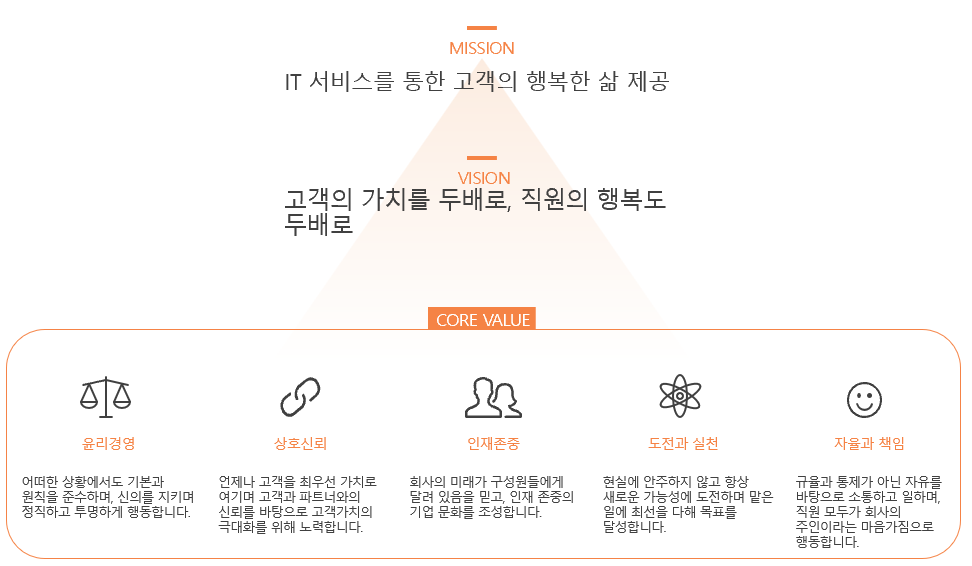 MISSION
IT 서비스를 통한 고객의 행복한 삶 제공
VISION
고객의 가치를 두배로, 직원의 행복도
두배로
CORE VALUE
윤리경영
어떠한 상황에서도 기본과
원칙을 준수하며, 신의를 지키며
정직하고 투명하게 행동합니다.
상호신뢰
언제나 고객을 최우선 가치로
여기며 고객과 파트너와의
신뢰를 바탕으로 고객가치의
극대화를 위해 노력합니다.
인재존중
회사의 미래가 구성원들에게
달려 있음을 믿고, 인재 존중의
기업 문화를 조성합니다.
도전과 실천
현실에 안주하지 않고 항상
새로운 가능성에 도전하며 맡은
일에 최선을 다해 목표를
달성합니다.
자율과 책임
규율과 통제가 아닌 자유를
바탕으로 소통하고 일하며,
직원 모두가 회사의
주인이라는 마음가짐으로
행동합니다.